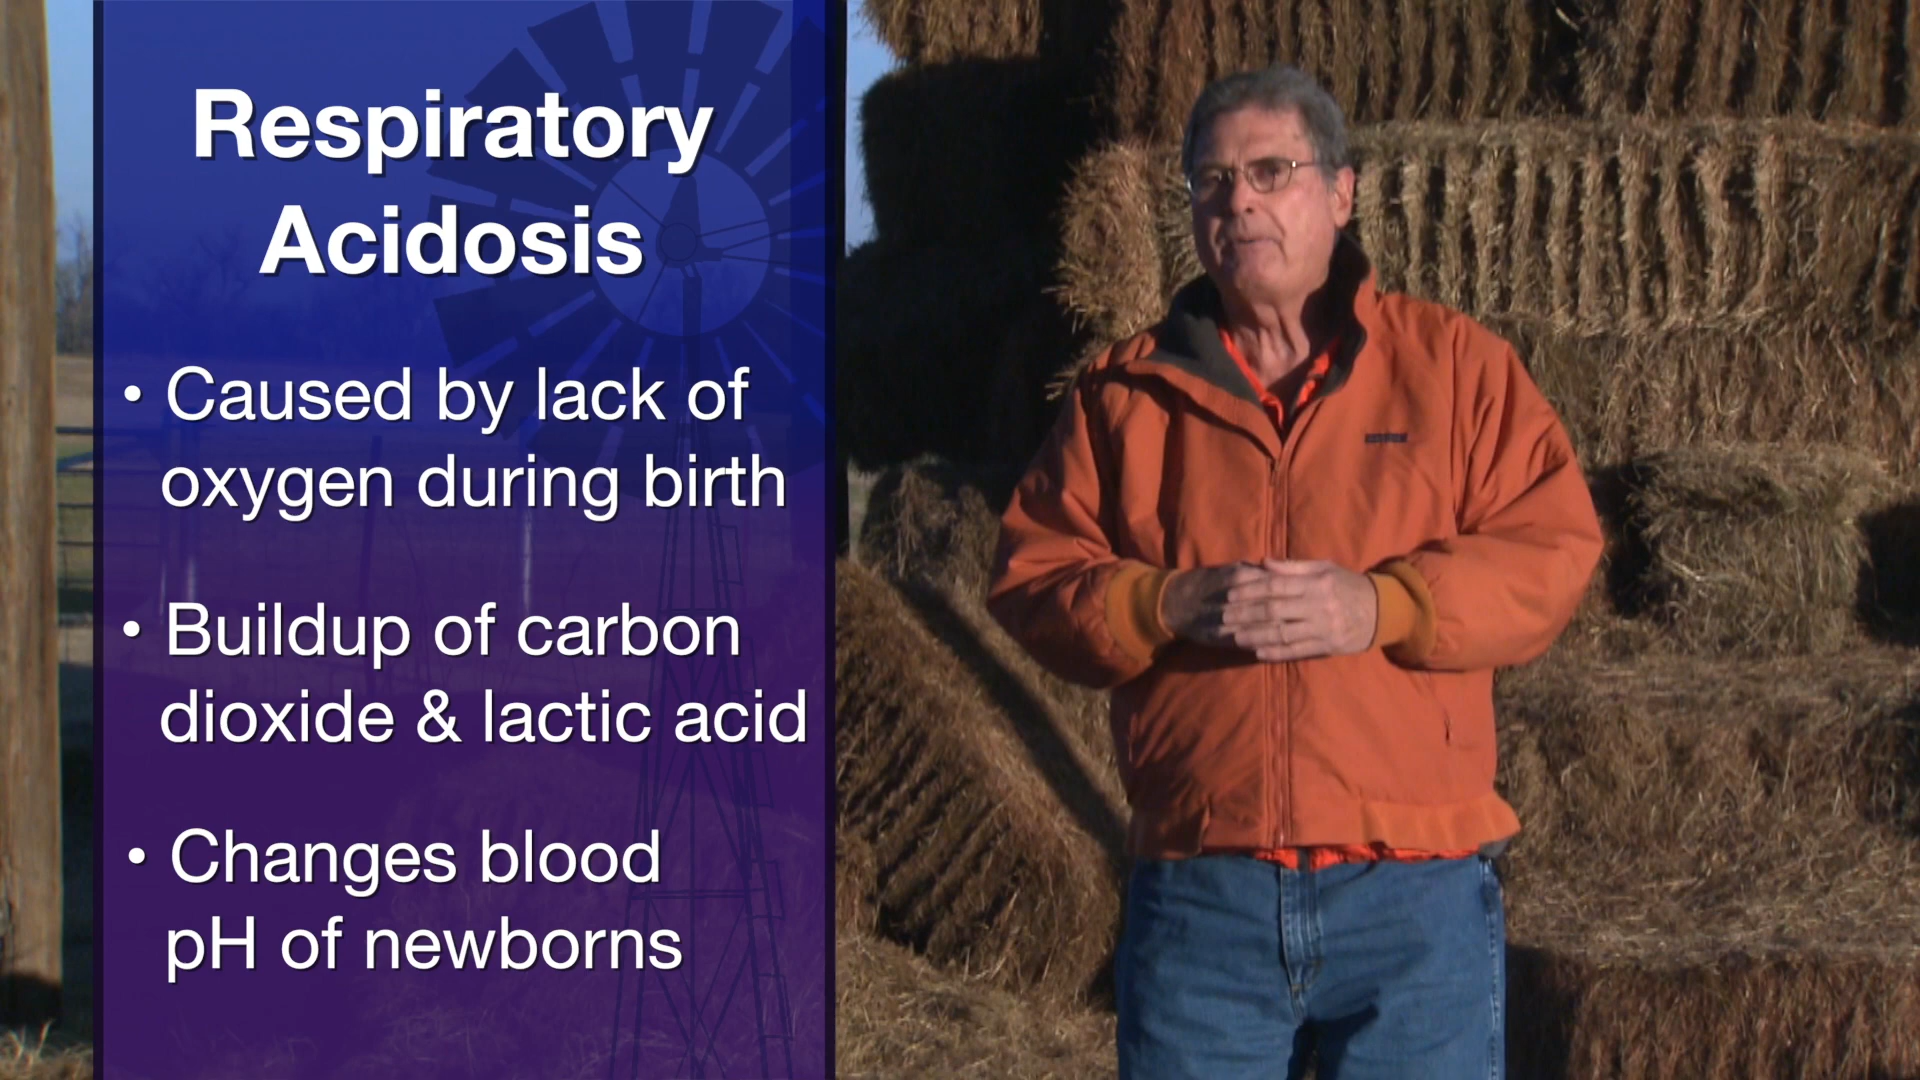 Respiratory
Acidosis
• Caused by lack of
oxygen during birth
• Buildup of carbon
dioxide & lactic acid
• Changes blood
pH of newborns